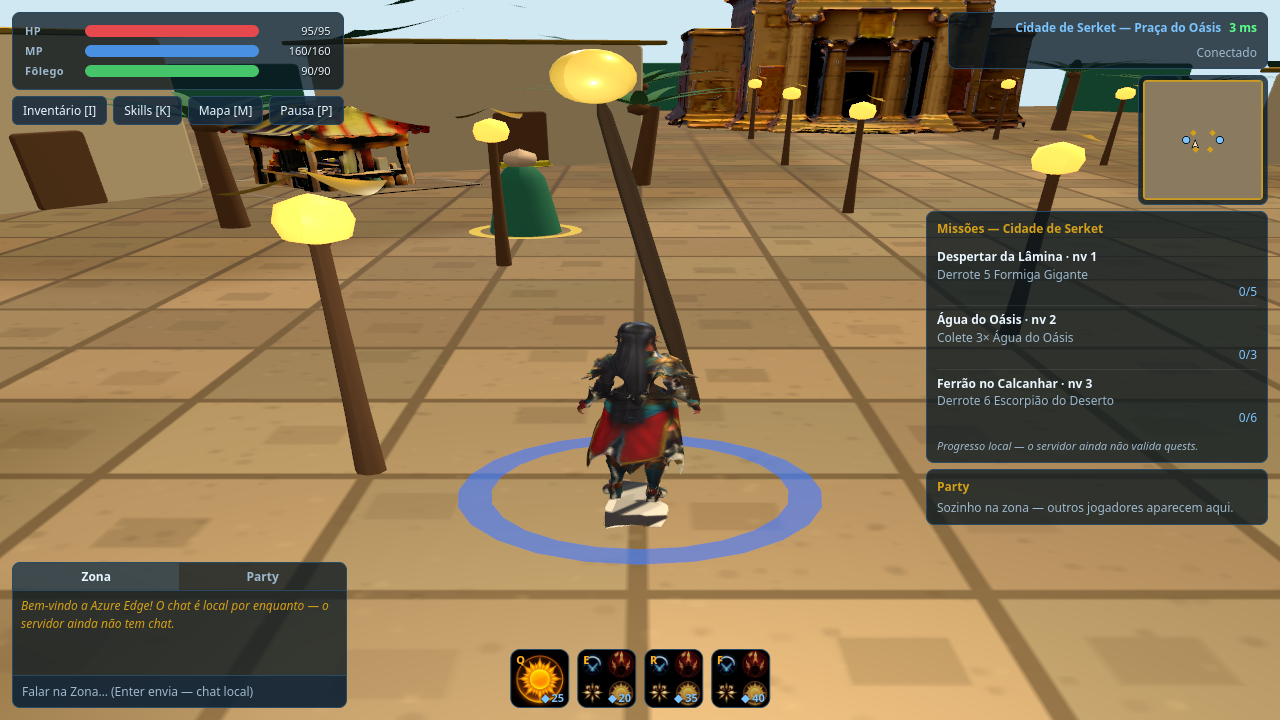 HP 95/95
MP 160/160
Fôlego 90/90
Inventário [I] Skills [K] Mapa [M] Pausa [P]
Cidade de Serket — Praça do Oásis 3 ms
Conectado
Missões — Cidade de Serket
Despertar da Lâmina · nv 1
Derrote 5 Formiga Gigante
0/5
Água do Oásis · nv 2
Colete 3× Água do Oásis
0/3
Ferrão no Calcanhar · nv 3
Derrote 6 Escorpião do Deserto
0/6
Progresso local — o servidor ainda não valida quests.
Party
Sozinho na zona — outros jogadores aparecem aqui.
Zona Party
Bem-vindo a Azure Edge! O chat é local por enquanto — o
servidor ainda não tem chat.
Falar na Zona... (Enter envia — chat local)
Q E R F
25 20 35 40